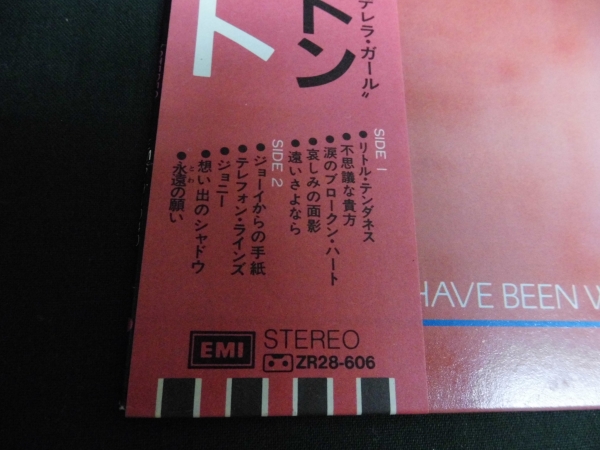 デレラ・ガール〟
トン
ト
SIDE 1
●リトル・テンダネス
●不思議な貴方
●涙のブロークン・ハート
●哀しみの面影
●遠いさよなら
SIDE 2
●ジョーイからの手紙
●テレフォン・ラインズ
●ジョニー
●想い出のシャドウ
●永遠の願い
とわ
EMI STEREO
ZR28-606
HAVE BEEN W